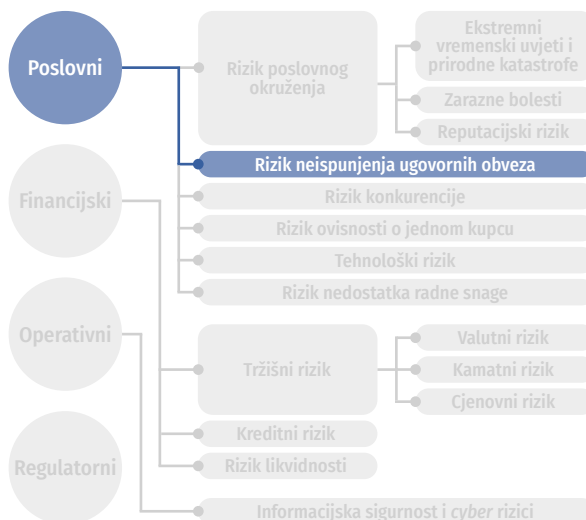 Poslovni
Rizik poslovnog
okruženja
Ekstremni
vremenski uvjeti i
prirodne katastrofe
Zarazne bolesti
Reputacijski rizik
Rizik neispunjenja ugovornih obveza
Rizik konkurencije
Rizik ovisnosti o jednom kupcu
Tehnološki rizik
Rizik nedostatka radne snage
Financijski
Tržišni rizik
Valutni rizik
Kamatni rizik
Cjenovni rizik
Kreditni rizik
Rizik likvidnosti
Operativni
Informacijska sigurnost i cyber rizici
Regulatorni